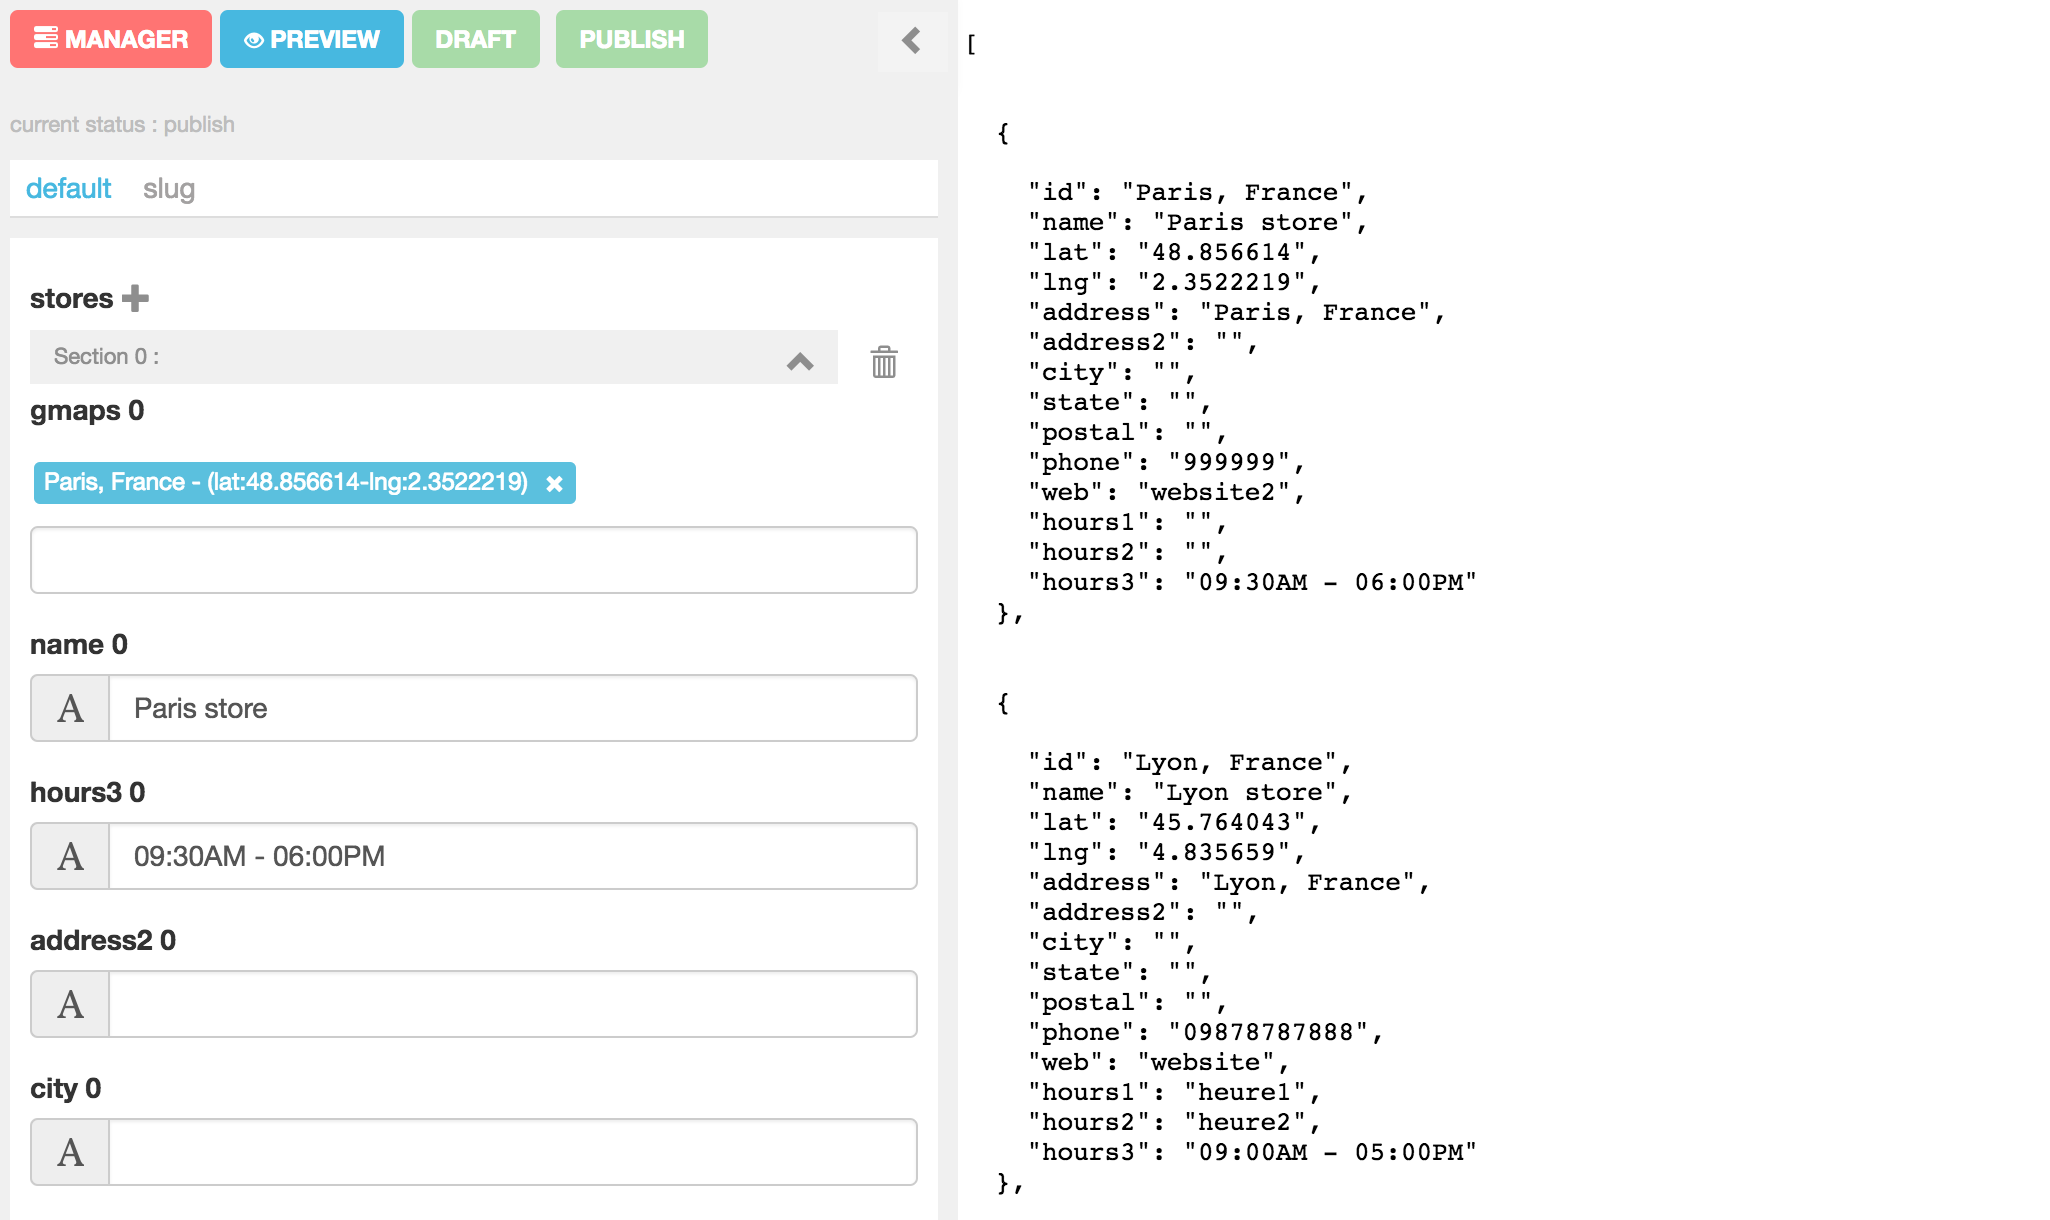 MANAGER PREVIEW DRAFT PUBLISH
current status : publish
default slug
stores
Section 0 :
gmaps 0
Paris, France - (lat:48.856614-lng:2.3522219) ×
name 0
A Paris store
hours3 0
A 09:30AM - 06:00PM
address2 0
A
city 0
A
[
{
"id": "Paris, France",
"name": "Paris store",
"lat": "48.856614",
"lng": "2.3522219",
"address": "Paris, France",
"address2": "",
"city": "",
"state": "",
"postal": "",
"phone": "999999",
"web": "website2",
"hours1": "",
"hours2": "",
"hours3": "09:30AM - 06:00PM"
},
{
"id": "Lyon, France",
"name": "Lyon store",
"lat": "45.764043",
"lng": "4.835659",
"address": "Lyon, France",
"address2": "",
"city": "",
"state": "",
"postal": "",
"phone": "09878787888",
"web": "website",
"hours1": "heure1",
"hours2": "heure2",
"hours3": "09:00AM - 05:00PM"
},